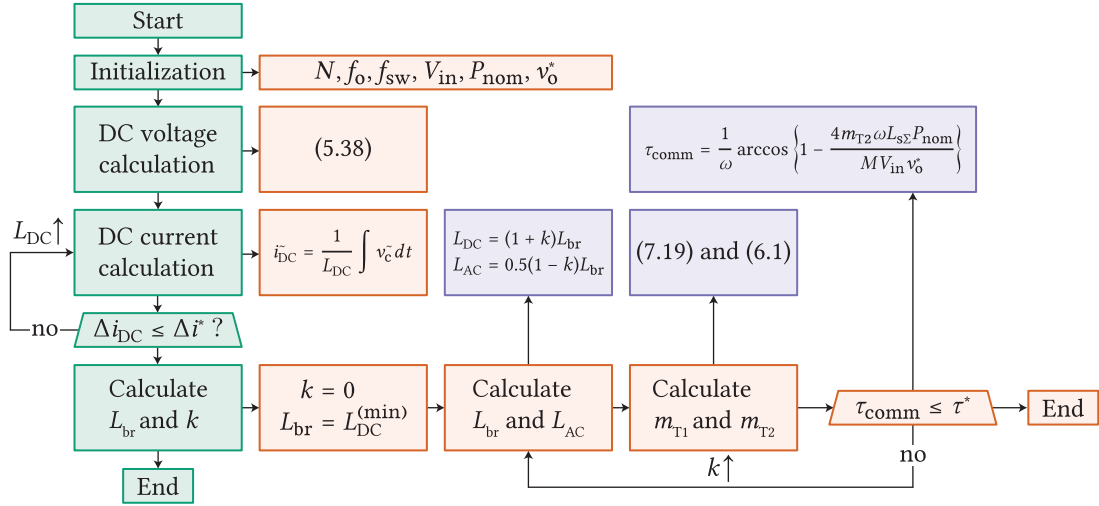 Start
Initialization
N, f_o, f_sw, V_in, P_nom, v_o^*
DC voltage
calculation
(5.38)
τ_comm = 1/ω arccos {1 − 4m_T2 ωL_sΣ P_nom / MV_in v_o^*}
L_DC↑
DC current
calculation
i_DC^~ = 1/L_DC ∫ v_c^~ dt
L_DC = (1 + k)L_br
L_AC = 0.5(1 − k)L_br
(7.19) and (6.1)
no
Δi_DC ≤ Δi^* ?
Calculate
L_br and k
k = 0
L_br = L_DC^(min)
Calculate
L_br and L_AC
Calculate
m_T1 and m_T2
τ_comm ≤ τ^*
End
no
k↑
End